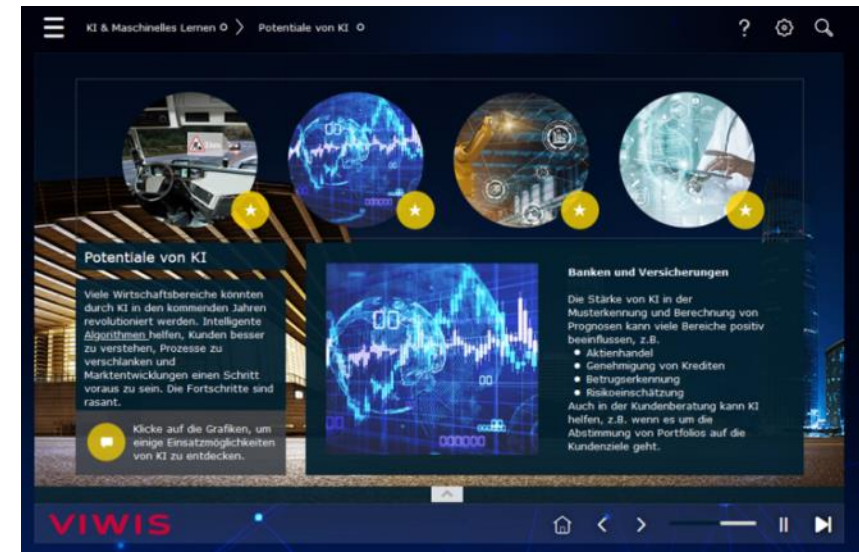 KI & Maschinelles Lernen
Potentiale von KI
Potentiale von KI
Viele Wirtschaftsbereiche könnten
durch KI in den kommenden Jahren
revolutioniert werden. Intelligente
Algorithmen helfen, Kunden besser
zu verstehen, Prozesse zu
verschlanken und
Marktentwicklungen einen Schritt
voraus zu sein. Die Fortschritte sind
rasant.
Klicke auf die Grafiken, um
einige Einsatzmöglichkeiten
von KI zu entdecken.
Banken und Versicherungen
Die Stärke von KI in der
Musterkennung und Berechnung von
Prognosen kann viele Bereiche positiv
beeinflussen, z.B.
• Aktienhandel
• Genehmigung von Krediten
• Betrugserkennung
• Risikoeinschätzung
Auch in der Kundenberatung kann KI
helfen, z.B. wenn es um die
Abstimmung von Portfolios auf die
Kundenziele geht.
VIWIS